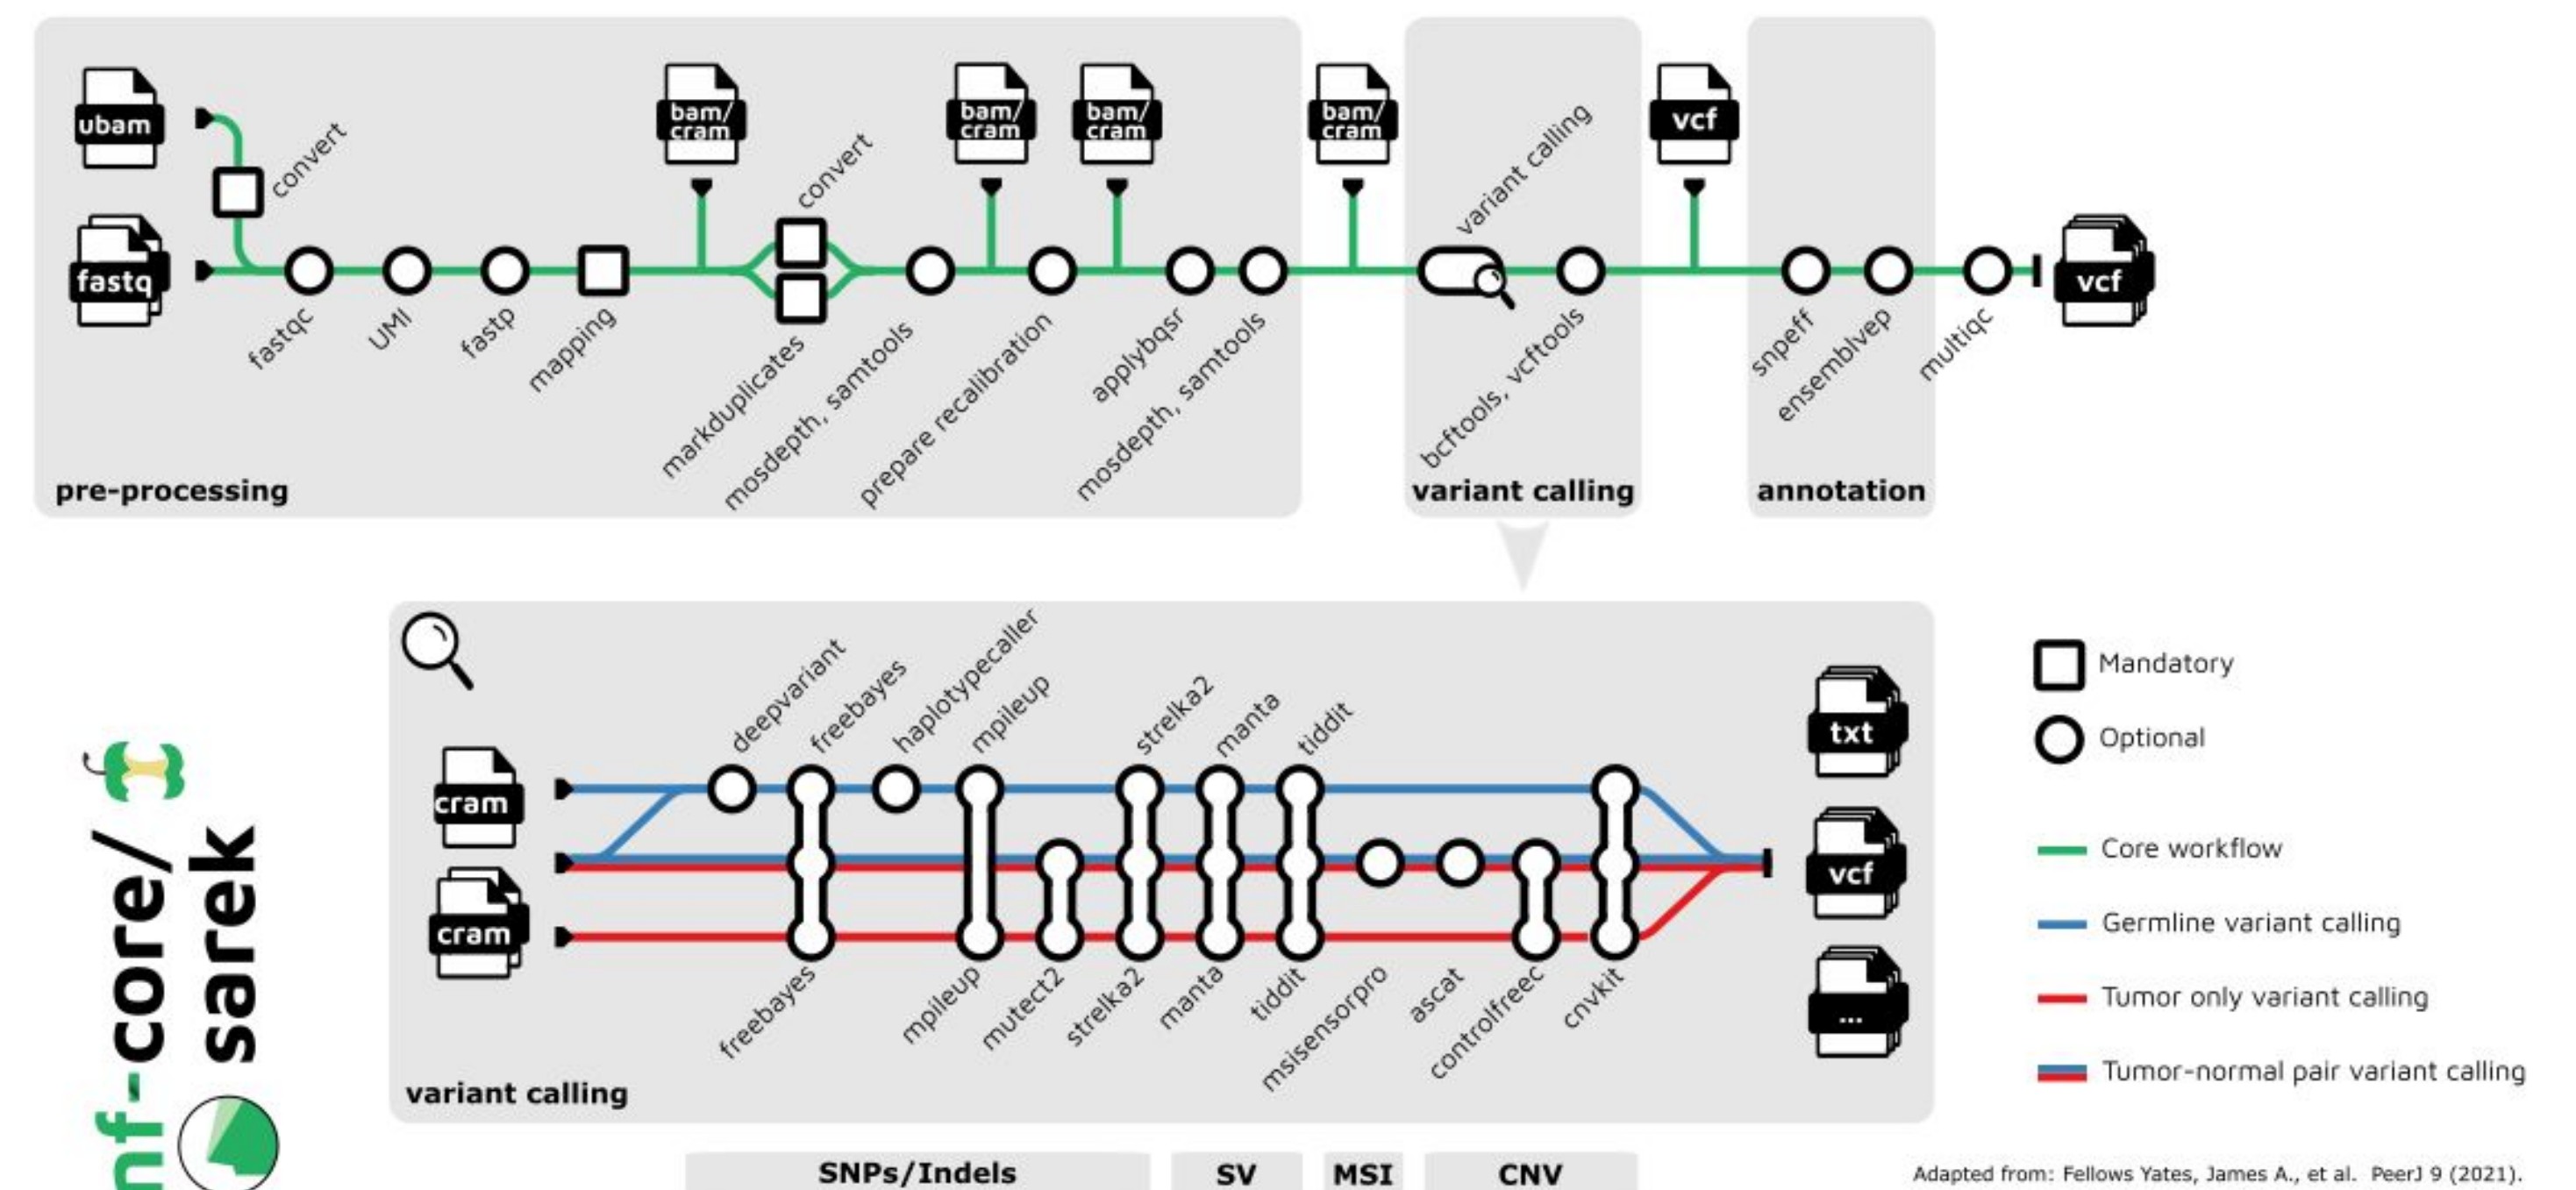 ubam
convert
fastq
fastqc
UMI
fastp
mapping
bam/
cram
convert
markduplicates
mosdepth, samtools
bam/
cram
prepare recalibration
bam/
cram
applybqsr
mosdepth, samtools
pre-processing
bam/
cram
variant calling
bcftools, vcftools
variant calling
vcf
snpeff
ensemblvep
annotation
multiqc
vcf
nf-core/
sarek
cram
cram
deepvariant
freebayes
haplotypecaller
mpileup
strelka2
manta
tiddit
freebayes
mpileup
mutect2
strelka2
manta
tiddit
msisensorpro
ascat
controlfreec
cnvkit
txt
vcf
...
variant calling
SNPs/Indels
SV
MSI
CNV
Mandatory
Optional
Core workflow
Germline variant calling
Tumor only variant calling
Tumor-normal pair variant calling
Adapted from: Fellows Yates, James A., et al. PeerJ 9 (2021).